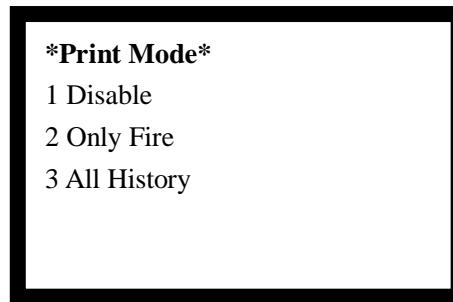 *Print Mode*
1 Disable
2 Only Fire
3 All History